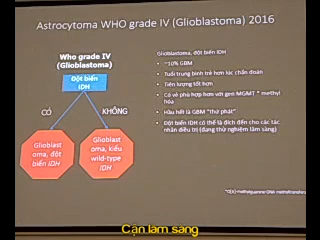 Astrocytoma WHO grade IV (Glioblastoma) 2016
Who grade IV
(Glioblastoma)
Đột biến
IDH
CÓ
KHÔNG
Glioblast
oma, đột
biến IDH
Glioblast
oma, kiểu
wild-type
IDH
Glioblastoma, đột biến IDH
~10% GBM
Tuổi trung bình trẻ hơn lúc chẩn đoán
Tiên lượng tốt hơn
Có vẻ phù hợp hơn với gen MGMT * methyl
hóa
Hầu hết là GBM "thứ phát"
Đột biến IDH có thể là đích đến cho các tác
nhân điều trị (đang thử nghiệm lâm sàng)
DNA
Cận lâm sàng